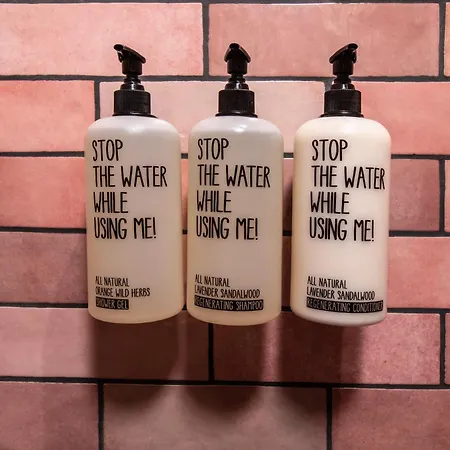 STOP
THE WATER
WHILE
USING ME!
ALL NATURAL
ORANGE WILD HERBS
SHOWER GEL
STOP
THE WATER
WHILE
USING ME!
ALL NATURAL
LAVENDER SANDALWOOD
REGENERATING SHAMPOO
STOP
THE WATER
WHILE
USING ME!
ALL NATURAL
LAVENDER SANDALWOOD
REGENERATING CONDITIONER